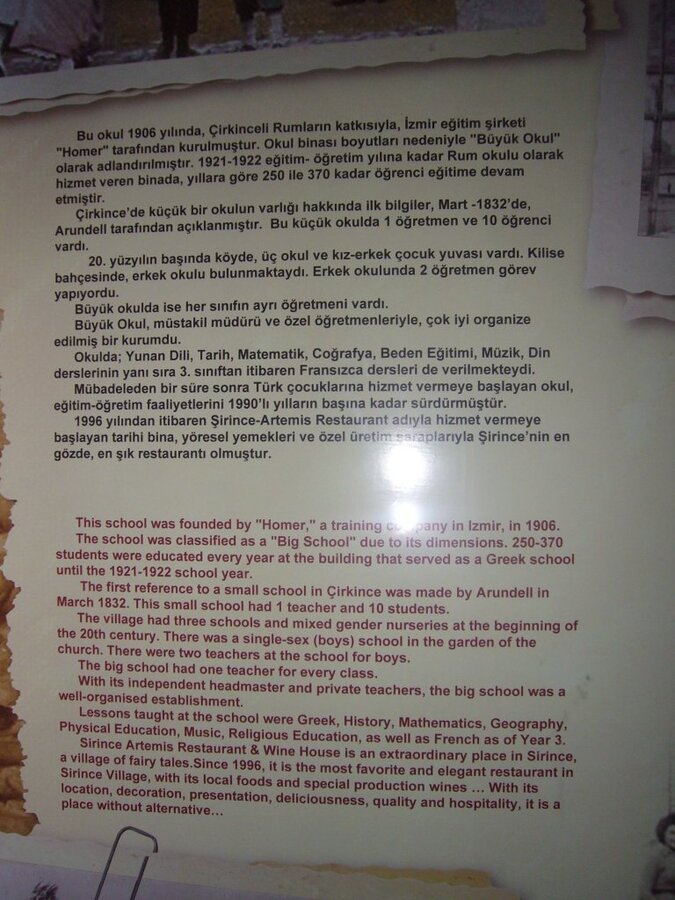 Bu okul 1906 yılında, Çirkinceli Rumların katkısıyla, İzmir eğitim şirketi
"Homer" tarafından kurulmuştur. Okul binası boyutları nedeniyle "Büyük Okul"
olarak adlandırılmıştır. 1921-1922 eğitim- öğretim yılına kadar Rum okulu olarak
hizmet veren binada, yıllara göre 250 ile 370 kadar öğrenci eğitime devam
etmiştir.
Çirkince'de küçük bir okulun varlığı hakkında ilk bilgiler, Mart -1832'de,
Arundell tarafından açıklanmıştır. Bu küçük okulda 1 öğretmen ve 10 öğrenci
vardı.
20. yüzyılın başında köyde, üç okul ve kız-erkek çocuk yuvası vardı. Kilise
bahçesinde, erkek okulu bulunmaktaydı. Erkek okulunda 2 öğretmen görev
yapıyordu.
Büyük okulda ise her sınıfın ayrı öğretmeni vardı.
Büyük Okul, müstakil müdürü ve özel öğretmenleriyle, çok iyi organize
edilmiş bir kurumdu.
Okulda; Yunan Dili, Tarih, Matematik, Coğrafya, Beden Eğitimi, Müzik, Din
derslerinin yanı sıra 3. sınıftan itibaren Fransızca dersleri de verilmekteydi.
Mübadeleden bir süre sonra Türk çocuklarına hizmet vermeye başlayan okul,
eğitim-öğretim faaliyetlerini 1990'lı yılların başına kadar sürdürmüştür.
1996 yılından itibaren Şirince-Artemis Restaurant adıyla hizmet vermeye
başlayan tarihi bina, yöresel yemekleri ve özel üretim şaraplarıyla Şirince'nin en
gözde, en şık restaurantı olmuştur.
This school was founded by "Homer," a training company in Izmir, in 1906.
The school was classified as a "Big School" due to its dimensions. 250-370
students were educated every year at the building that served as a Greek school
until the 1921-1922 school year.
The first reference to a small school in Çirkince was made by Arundell in
March 1832. This small school had 1 teacher and 10 students.
The village had three schools and mixed gender nurseries at the beginning of
the 20th century. There was a single-sex (boys) school in the garden of the
church. There were two teachers at the school for boys.
The big school had one teacher for every class.
With its independent headmaster and private teachers, the big school was a
well-organised establishment.
Lessons taught at the school were Greek, History, Mathematics, Geography,
Physical Education, Music, Religious Education, as well as French as of Year 3.
Sirince Artemis Restaurant & Wine House is an extraordinary place in Sirince,
a village of fairy tales.Since 1996, it is the most favorite and elegant restaurant in
Sirince Village, with its local foods and special production wines ... With its
location, decoration, presentation, deliciousness, quality and hospitality, it is a
place without alternative...